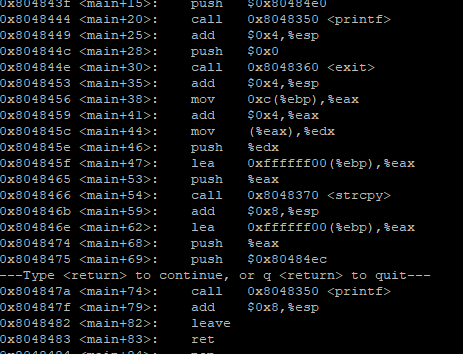 0x804843f <main+15>: push $0x80484e0
0x8048444 <main+20>: call 0x8048350 <printf>
0x8048449 <main+25>: add $0x4,%esp
0x804844c <main+28>: push $0x0
0x804844e <main+30>: call 0x8048360 <exit>
0x8048453 <main+35>: add $0x4,%esp
0x8048456 <main+38>: mov 0xc(%ebp),%eax
0x8048459 <main+41>: add $0x4,%eax
0x804845c <main+44>: mov (%eax),%edx
0x804845e <main+46>: push %edx
0x804845f <main+47>: lea 0xffffff00(%ebp),%eax
0x8048465 <main+53>: push %eax
0x8048466 <main+54>: call 0x8048370 <strcpy>
0x804846b <main+59>: add $0x8,%esp
0x804846e <main+62>: lea 0xffffff00(%ebp),%eax
0x8048474 <main+68>: push %eax
0x8048475 <main+69>: push $0x80484ec
---Type <return> to continue, or q <return> to quit---
0x804847a <main+74>: call 0x8048350 <printf>
0x804847f <main+79>: add $0x8,%esp
0x8048482 <main+82>: leave
0x8048483 <main+83>: ret
0x8048484 <main+84>: nop